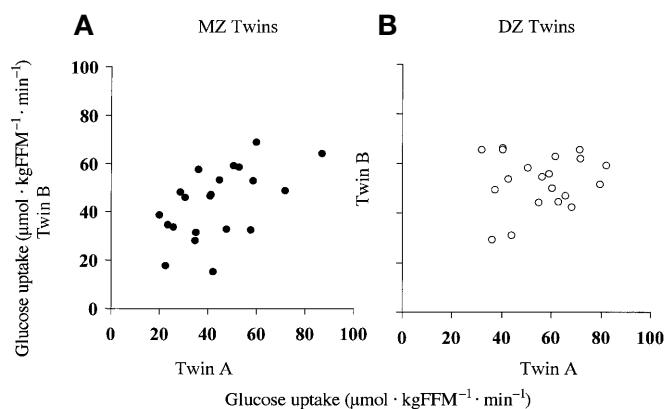 A MZ Twins
B DZ Twins
Glucose uptake (µmol · kgFFM⁻¹ · min⁻¹)
Twin B
100
80
60
40
20
0
0 20 40 60 80 100
Twin A
Twin B
0 20 40 60 80 100
Twin A
Glucose uptake (µmol · kgFFM⁻¹ · min⁻¹)